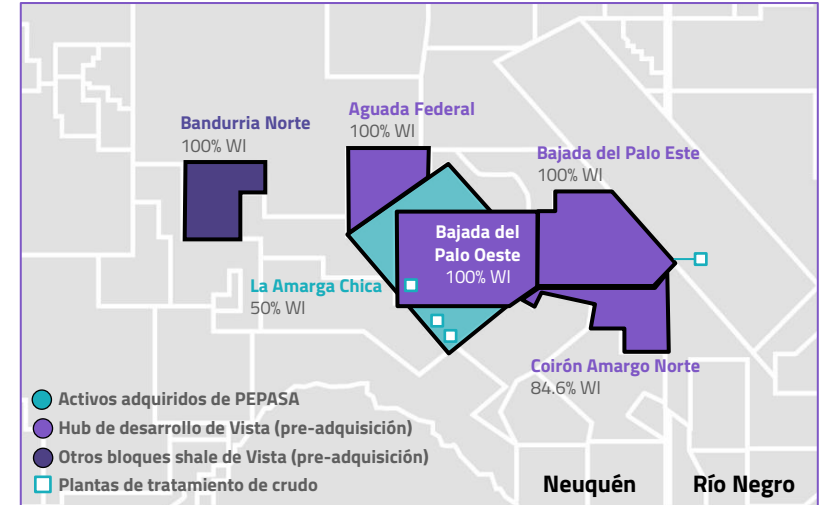 Bandurria Norte
100% WI
Aguada Federal
100% WI
Bajada del Palo Este
100% WI
Bajada del
Palo Oeste
100% WI
La Amarga Chica
50% WI
Coirón Amargo Norte
84.6% WI
Activos adquiridos de PEPASA
Hub de desarrollo de Vista (pre-adquisición)
Otros bloques shale de Vista (pre-adquisición)
Plantas de tratamiento de crudo
Neuquén
Río Negro